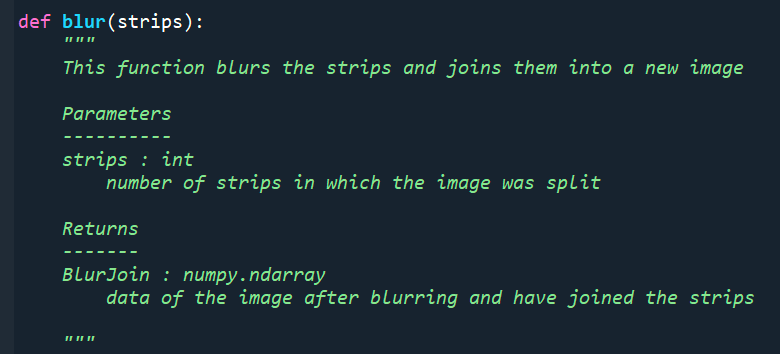 def blur(strips):
"""
This function blurs the strips and joins them into a new image
Parameters
----------
strips : int
number of strips in which the image was split
Returns
-------
BlurJoin : numpy.ndarray
data of the image after blurring and have joined the strips
"""